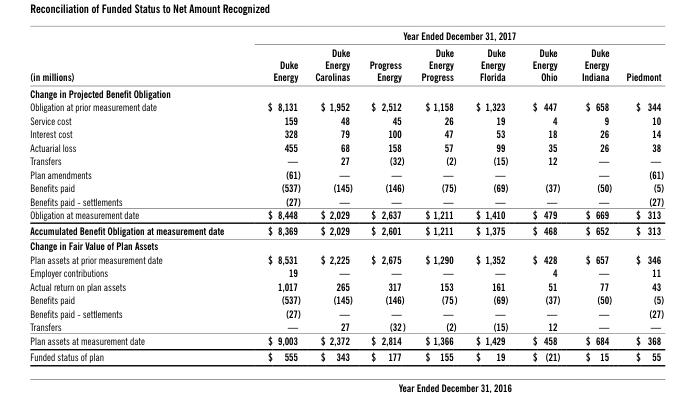 Reconciliation of Funded Status to Net Amount Recognized
Year Ended December 31, 2017
Duke Duke Duke Duke Duke
Duke Energy Progress Energy Energy Energy Energy
(in millions) Energy Carolinas Energy Progress Florida Ohio Indiana Piedmont
Change in Projected Benefit Obligation
Obligation at prior measurement date $ 8,131 $ 1,952 $ 2,512 $ 1,158 $ 1,323 $ 447 $ 658 $ 344
Service cost 159 48 45 26 19 4 9 10
Interest cost 328 79 100 47 53 18 26 14
Actuarial loss 455 68 158 57 99 35 26 38
Transfers — 27 (32) (2) (15) 12 — —
Plan amendments (61) — — — — — — (61)
Benefits paid (537) (145) (146) (75) (69) (37) (50) (5)
Benefits paid - settlements (27) — — — — — — (27)
Obligation at measurement date $ 8,448 $ 2,029 $ 2,637 $ 1,211 $ 1,410 $ 479 $ 669 $ 313
Accumulated Benefit Obligation at measurement date $ 8,369 $ 2,029 $ 2,601 $ 1,211 $ 1,375 $ 468 $ 652 $ 313
Change in Fair Value of Plan Assets
Plan assets at prior measurement date $ 8,531 $ 2,225 $ 2,675 $ 1,290 $ 1,352 $ 428 $ 657 $ 346
Employer contributions 19 — — — — 4 — 11
Actual return on plan assets 1,017 265 317 153 161 51 77 43
Benefits paid (537) (145) (146) (75) (69) (37) (50) (5)
Benefits paid - settlements (27) — — — — — — (27)
Transfers — 27 (32) (2) (15) 12 — —
Plan assets at measurement date $ 9,003 $ 2,372 $ 2,814 $ 1,366 $ 1,429 $ 458 $ 684 $ 368
Funded status of plan $ 555 $ 343 $ 177 $ 155 $ 19 $ (21) $ 15 $ 55
Year Ended December 31, 2016